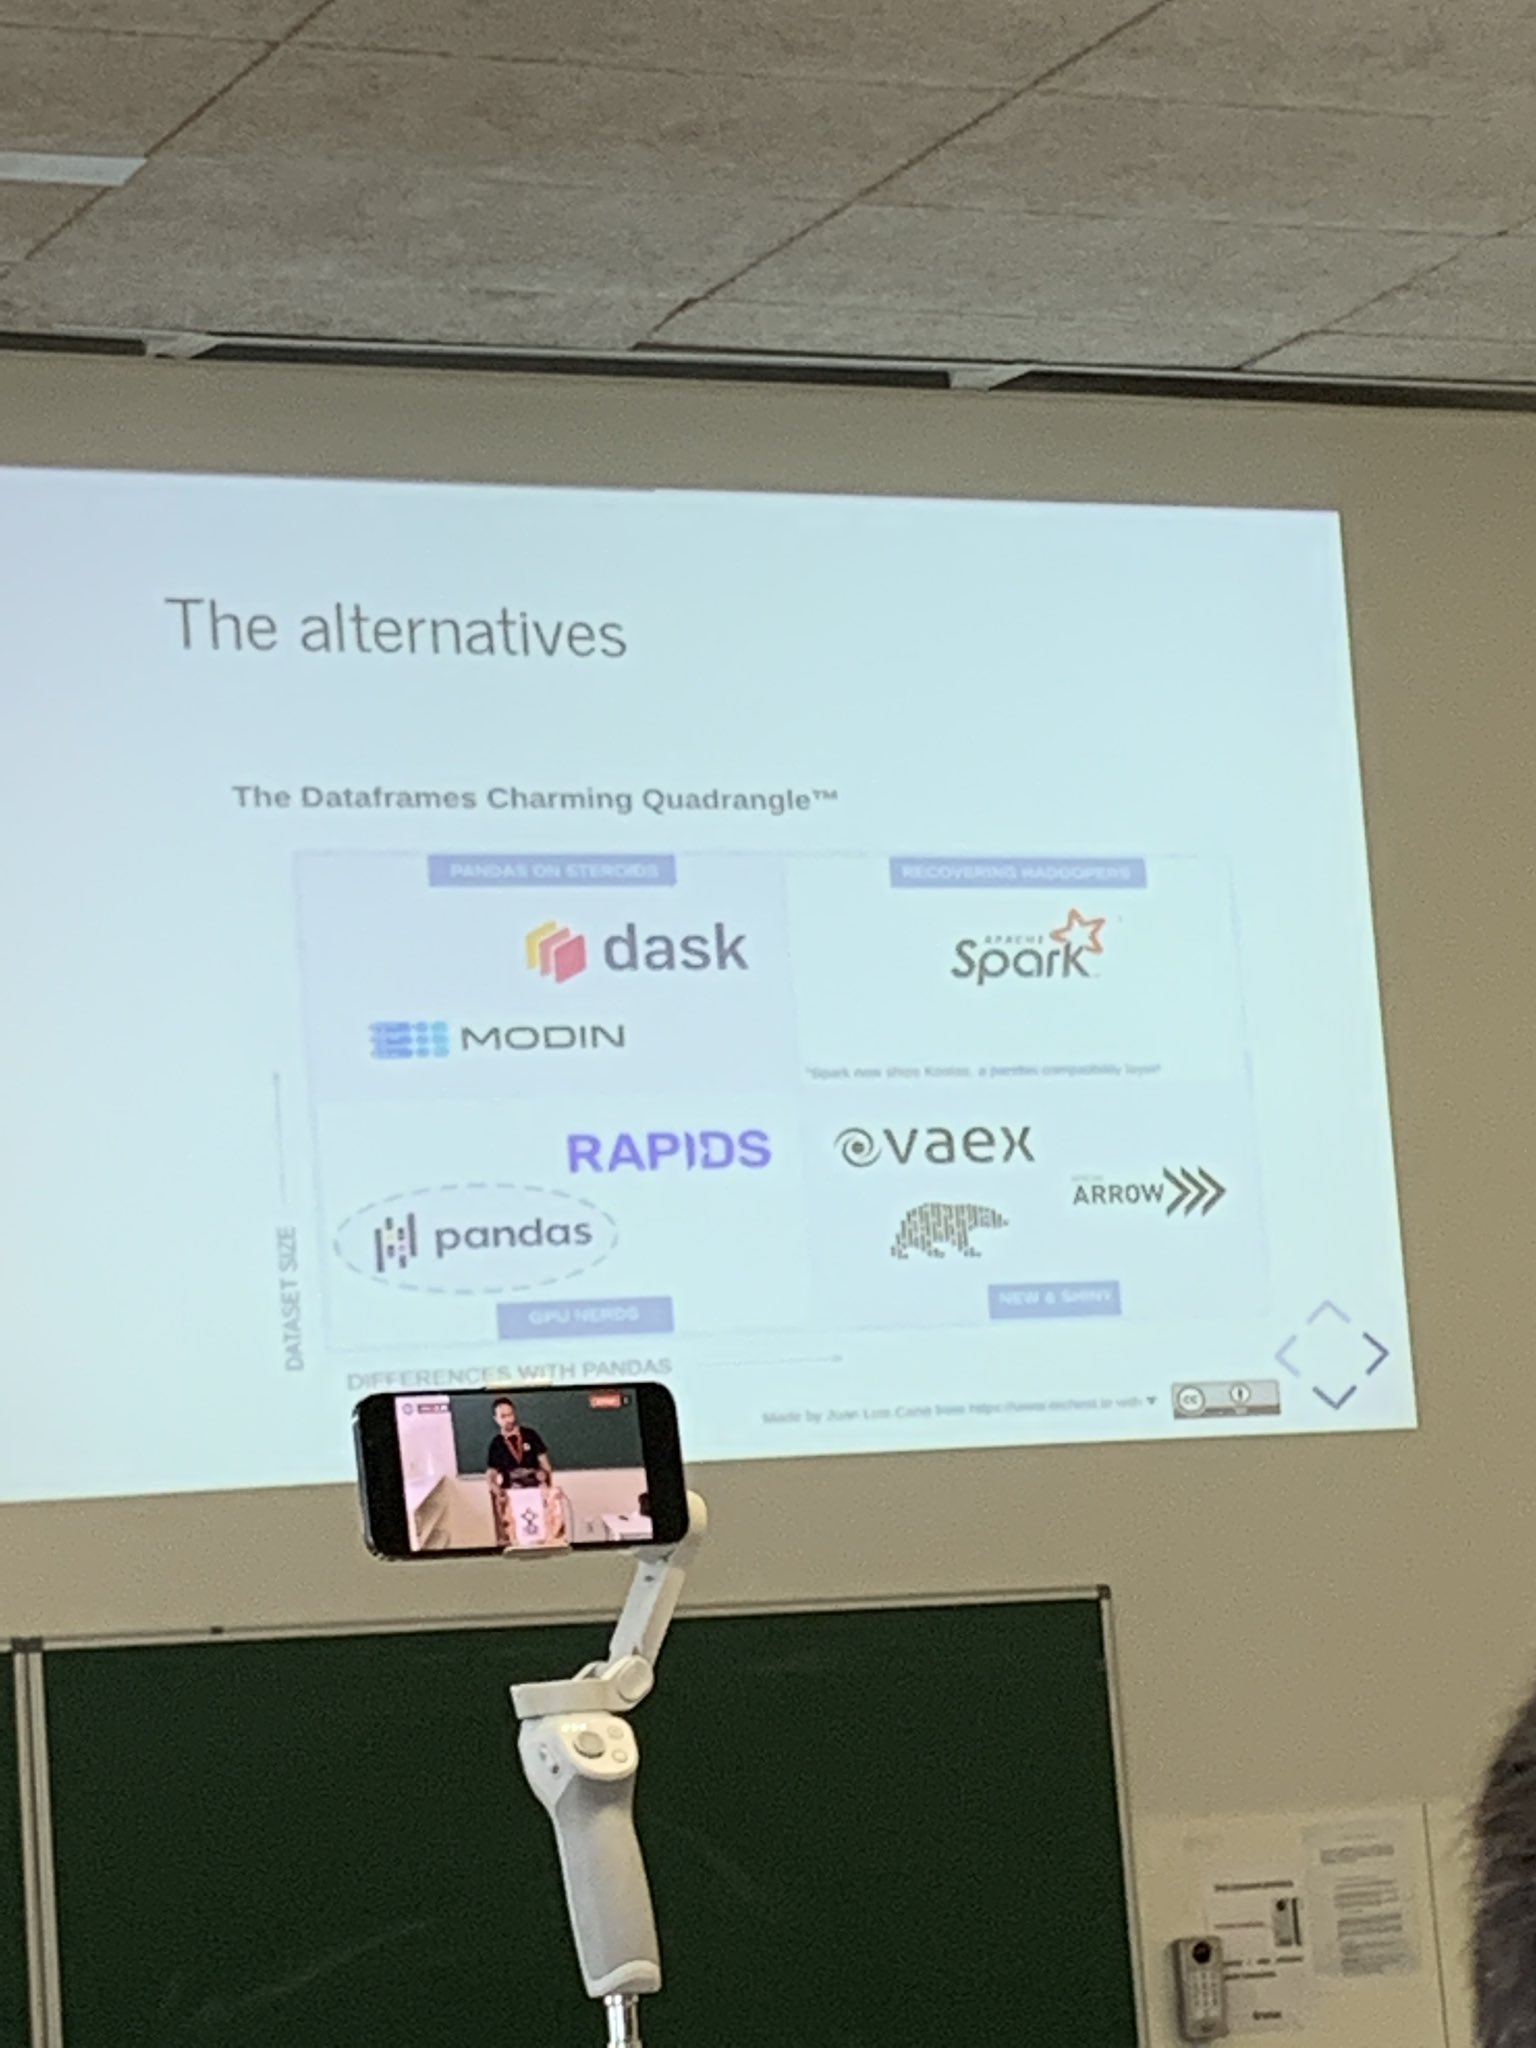 The alternatives
The Dataframes Charming Quadrangle™
PANDAS ON STEROIDS
RECOVERING HADOOPERS
dask
APACHE
Spark
MODIN
*Spark now ships Koalas, a pandas compatibility layer!
RAPIDS
vaex
ARROW
pandas
GPU NERDS
NEW & SHINY
DATASET SIZE
DIFFERENCES WITH PANDAS
Made by Juan Luis Cano from with ♥
cc